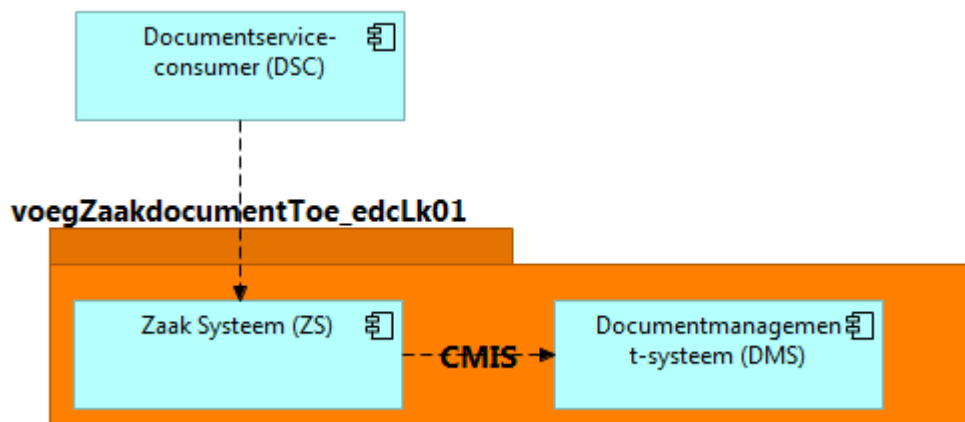 Documentservice-
consumer (DSC)
voegZaakdocumentToe_edcLk01
Zaak Systeem (ZS)
CMIS
Documentmanagemen
t-systeem (DMS)